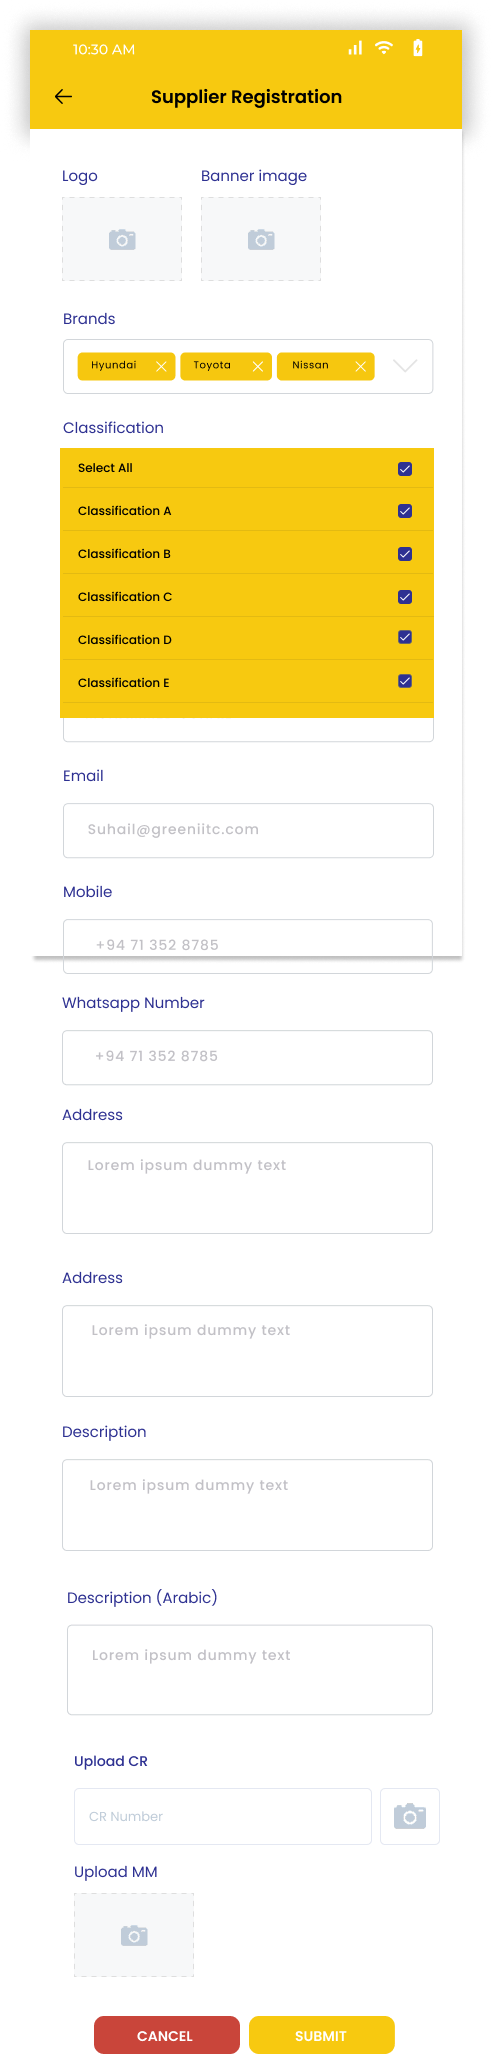 10:30 AM
Supplier Registration
Logo Banner image
Brands
Hyundai Toyota Nissan
Classification
Select All
Classification A
Classification B
Classification C
Classification D
Classification E
Email
Suhail@greeniitc.com
Mobile
+94 71 352 8785
Whatsapp Number
+94 71 352 8785
Address
Lorem ipsum dummy text
Address
Lorem ipsum dummy text
Description
Lorem ipsum dummy text
Description (Arabic)
Lorem ipsum dummy text
Upload CR
CR Number
Upload MM
CANCEL SUBMIT